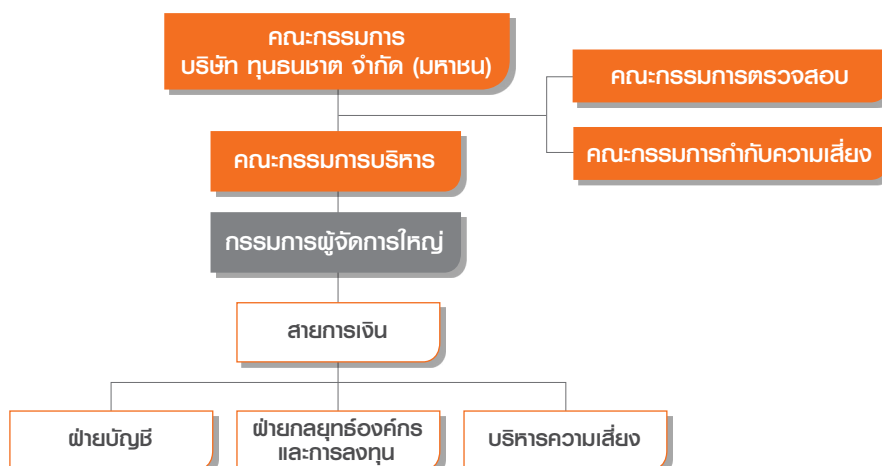 คณะกรรมการ
บริษัท ทุนธนชาต จำกัด (มหาชน)
คณะกรรมการตรวจสอบ
คณะกรรมการกำกับความเสี่ยง
คณะกรรมการบริหาร
กรรมการผู้จัดการใหญ่
สายการเงิน
ฝ่ายบัญชี
ฝ่ายกลยุทธ์องค์กร
และการลงทุน
บริหารความเสี่ยง